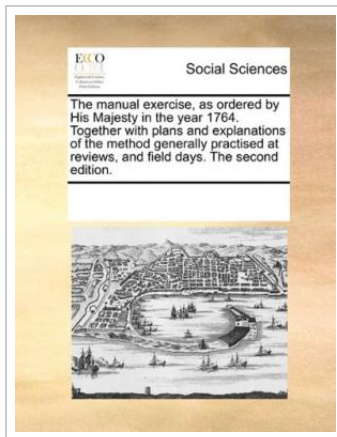 ECCO
Social Sciences
The manual exercise, as ordered by
His Majesty in the year 1764.
Together with plans and explanations
of the method generally practised at
reviews, and field days. The second
edition.